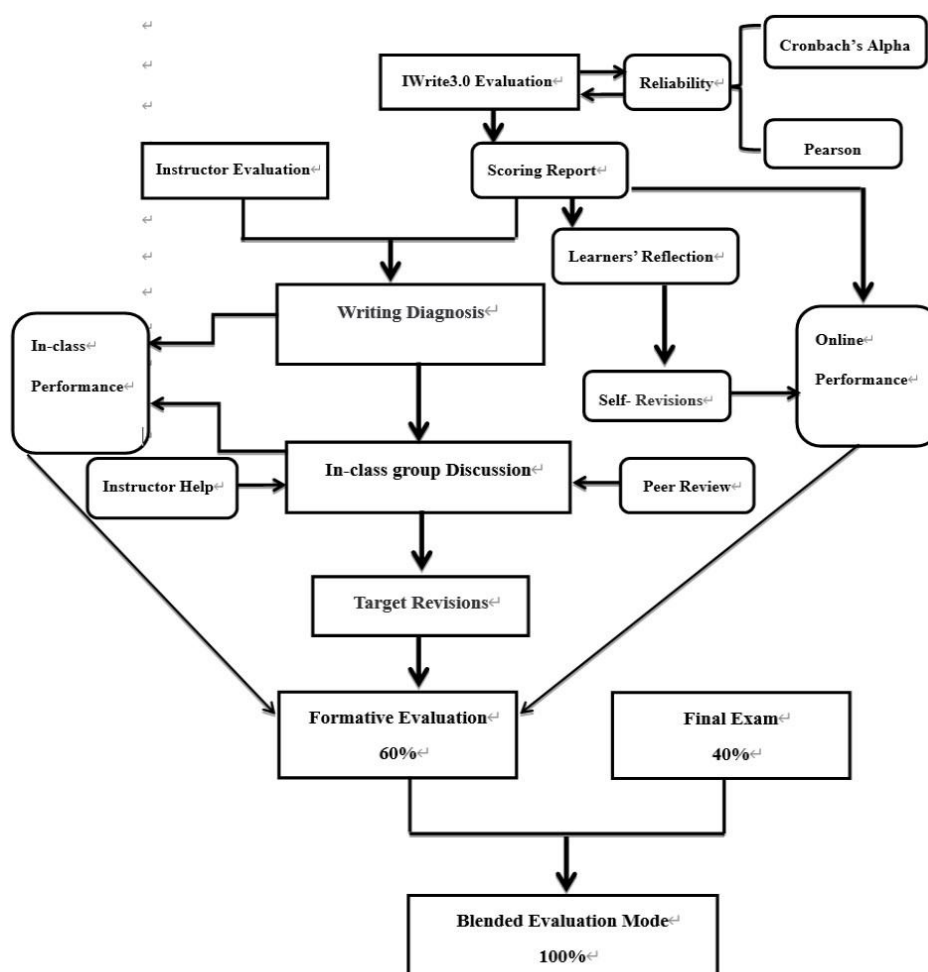 Cronbach's Alpha
IWrite3.0 Evaluation
Reliability
Pearson
Instructor Evaluation
Scoring Report
Learners' Reflection
Writing Diagnosis
In-class
Performance
Online
Performance
Self- Revisions
In-class group Discussion
Instructor Help
Peer Review
Target Revisions
Formative Evaluation
60%
Final Exam
40%
Blended Evaluation Mode
100%